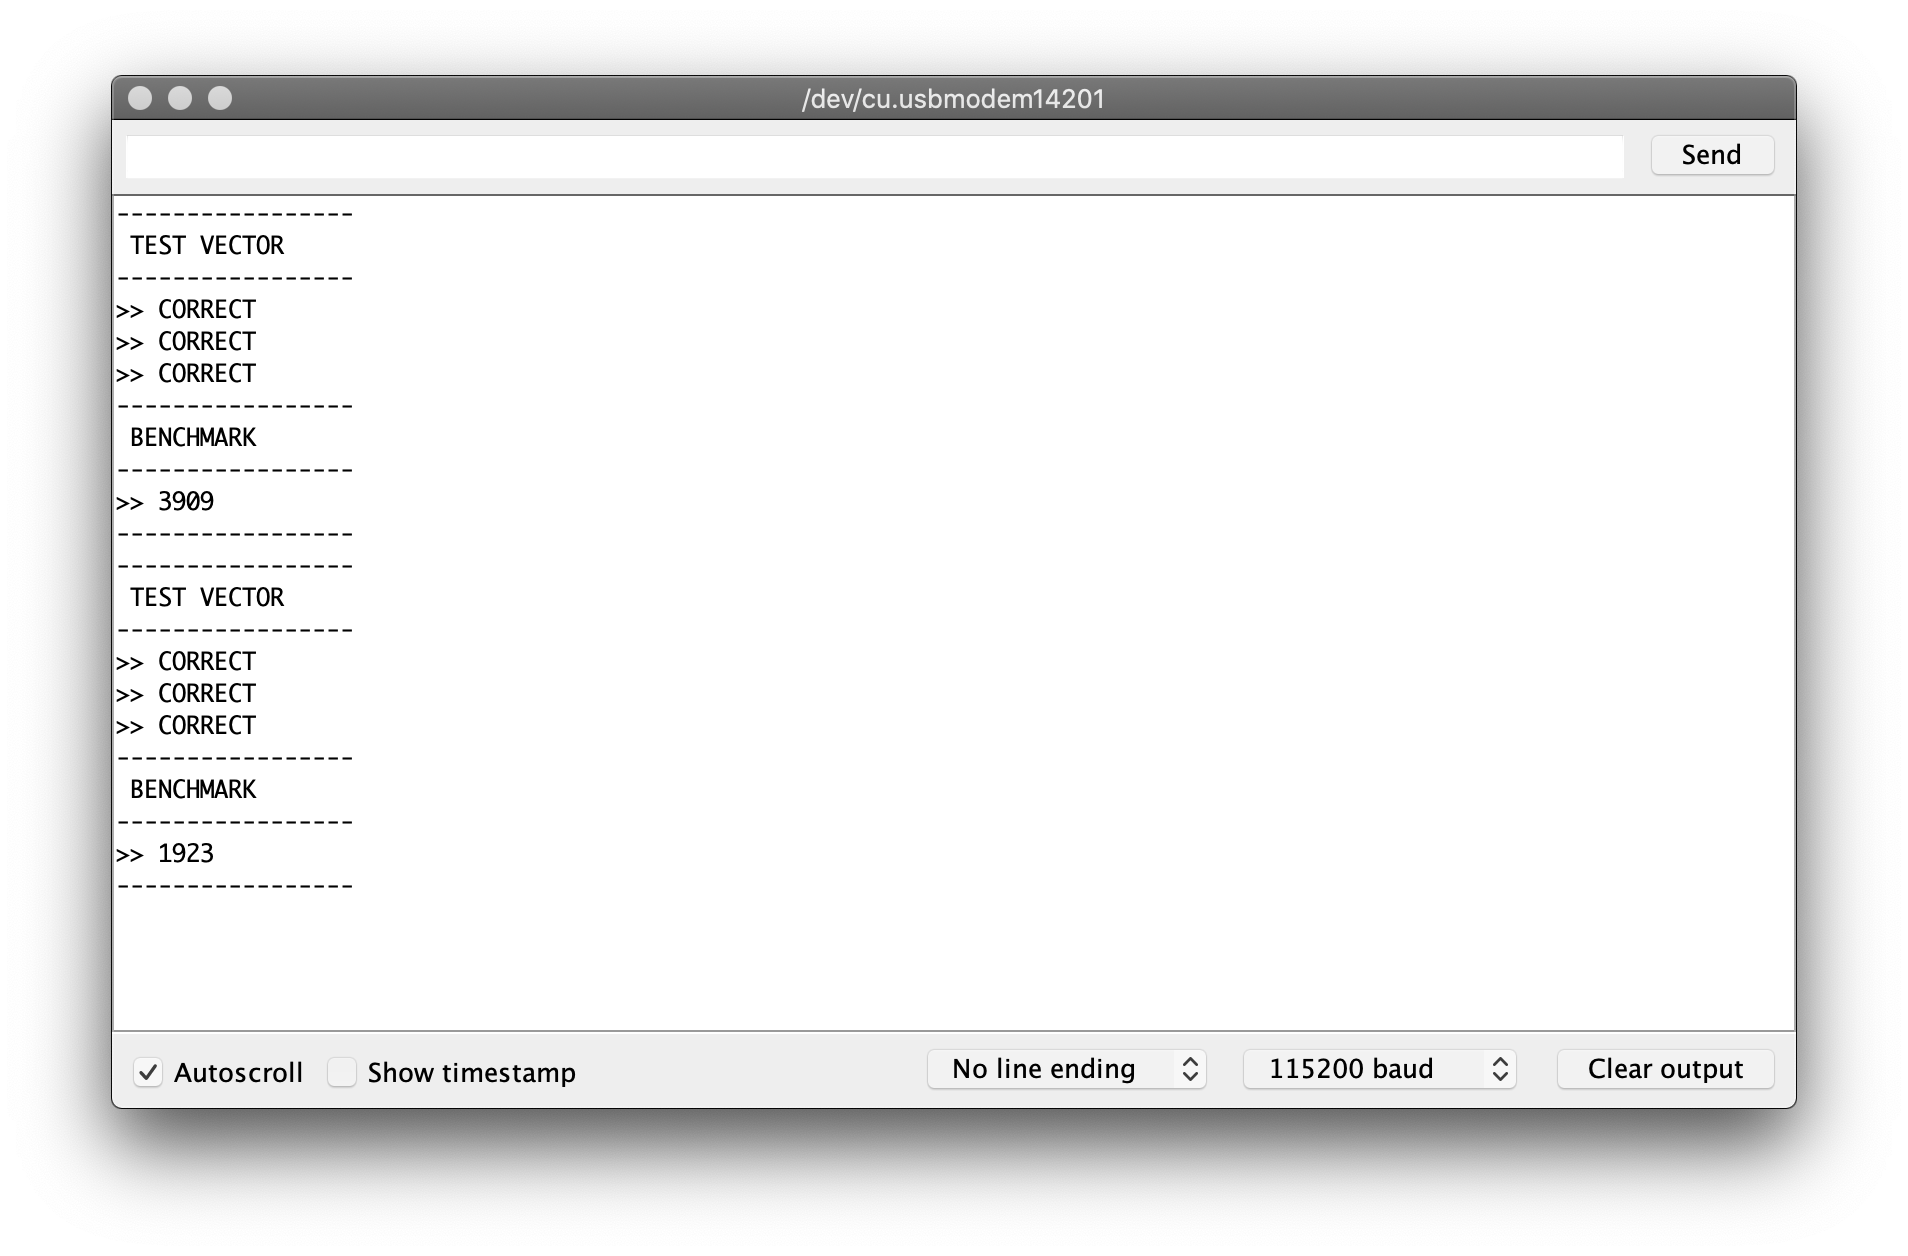 /dev/cu.usbmodem14201
Send
-----------------
 TEST VECTOR
-----------------
>> CORRECT
>> CORRECT
>> CORRECT
-----------------
 BENCHMARK
-----------------
>> 3909
-----------------
-----------------
 TEST VECTOR
-----------------
>> CORRECT
>> CORRECT
>> CORRECT
-----------------
 BENCHMARK
-----------------
>> 1923
-----------------
Autoscroll Show timestamp No line ending 115200 baud Clear output